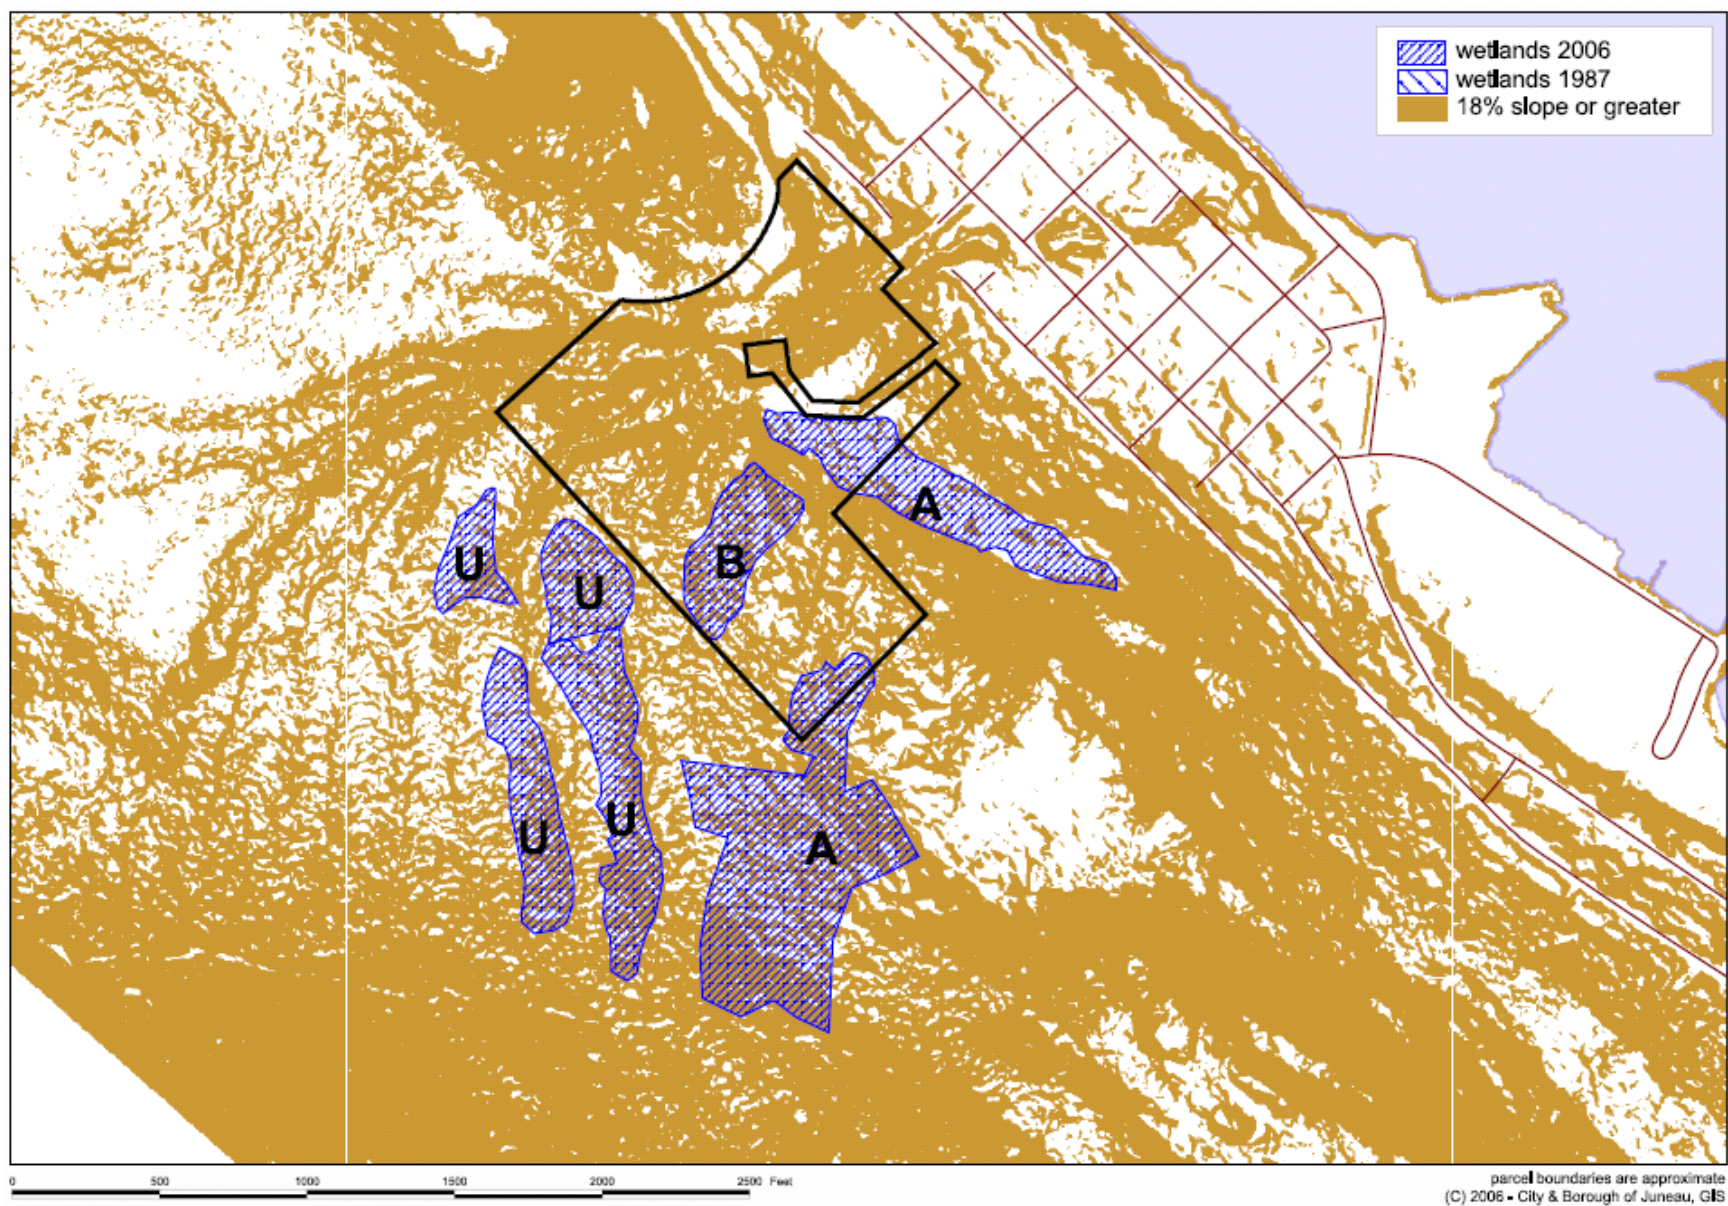 wetlands 2006
wetlands 1987
18% slope or greater
A
B
U
U
U
U
A
0 500 1000 1500 2000 2500 Feet
parcel boundaries are approximate
(C) 2006 - City & Borough of Juneau, GIS